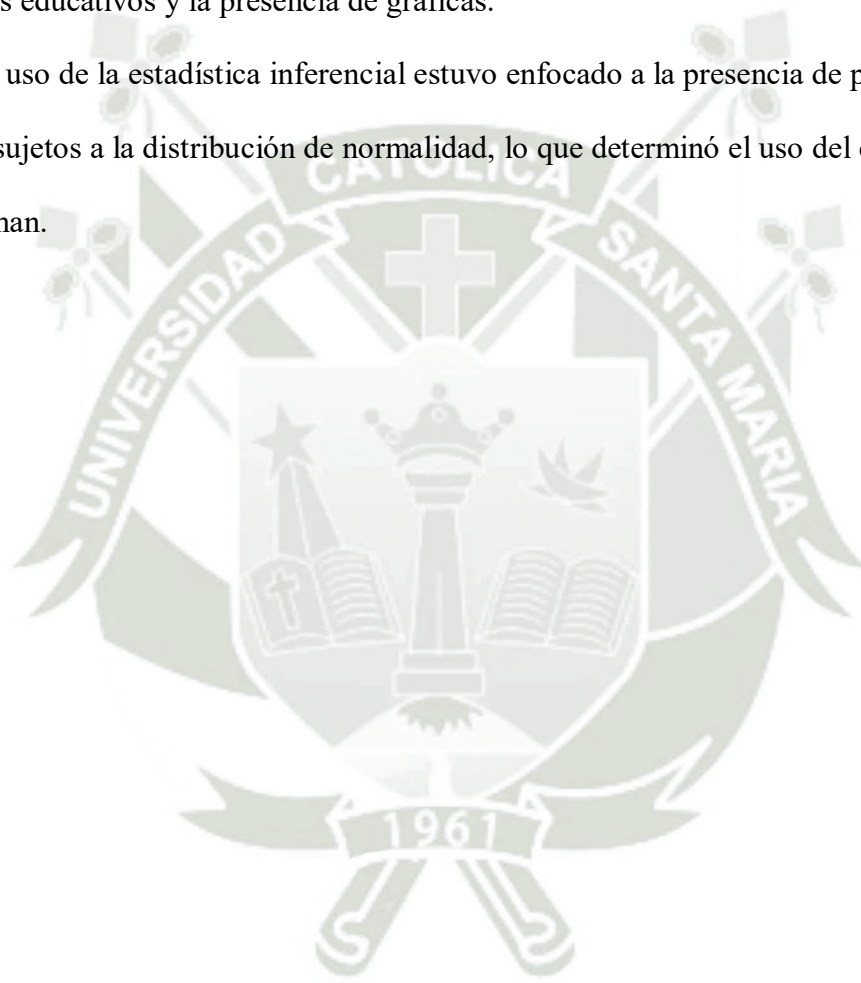 s educativos y la presencia de gráficas.
uso de la estadística inferencial estuvo enfocado a la presencia de p
sujetos a la distribución de normalidad, lo que determinó el uso del
nan.
UNIVERSIDAD CATOLICA SANTA MARIA
1961